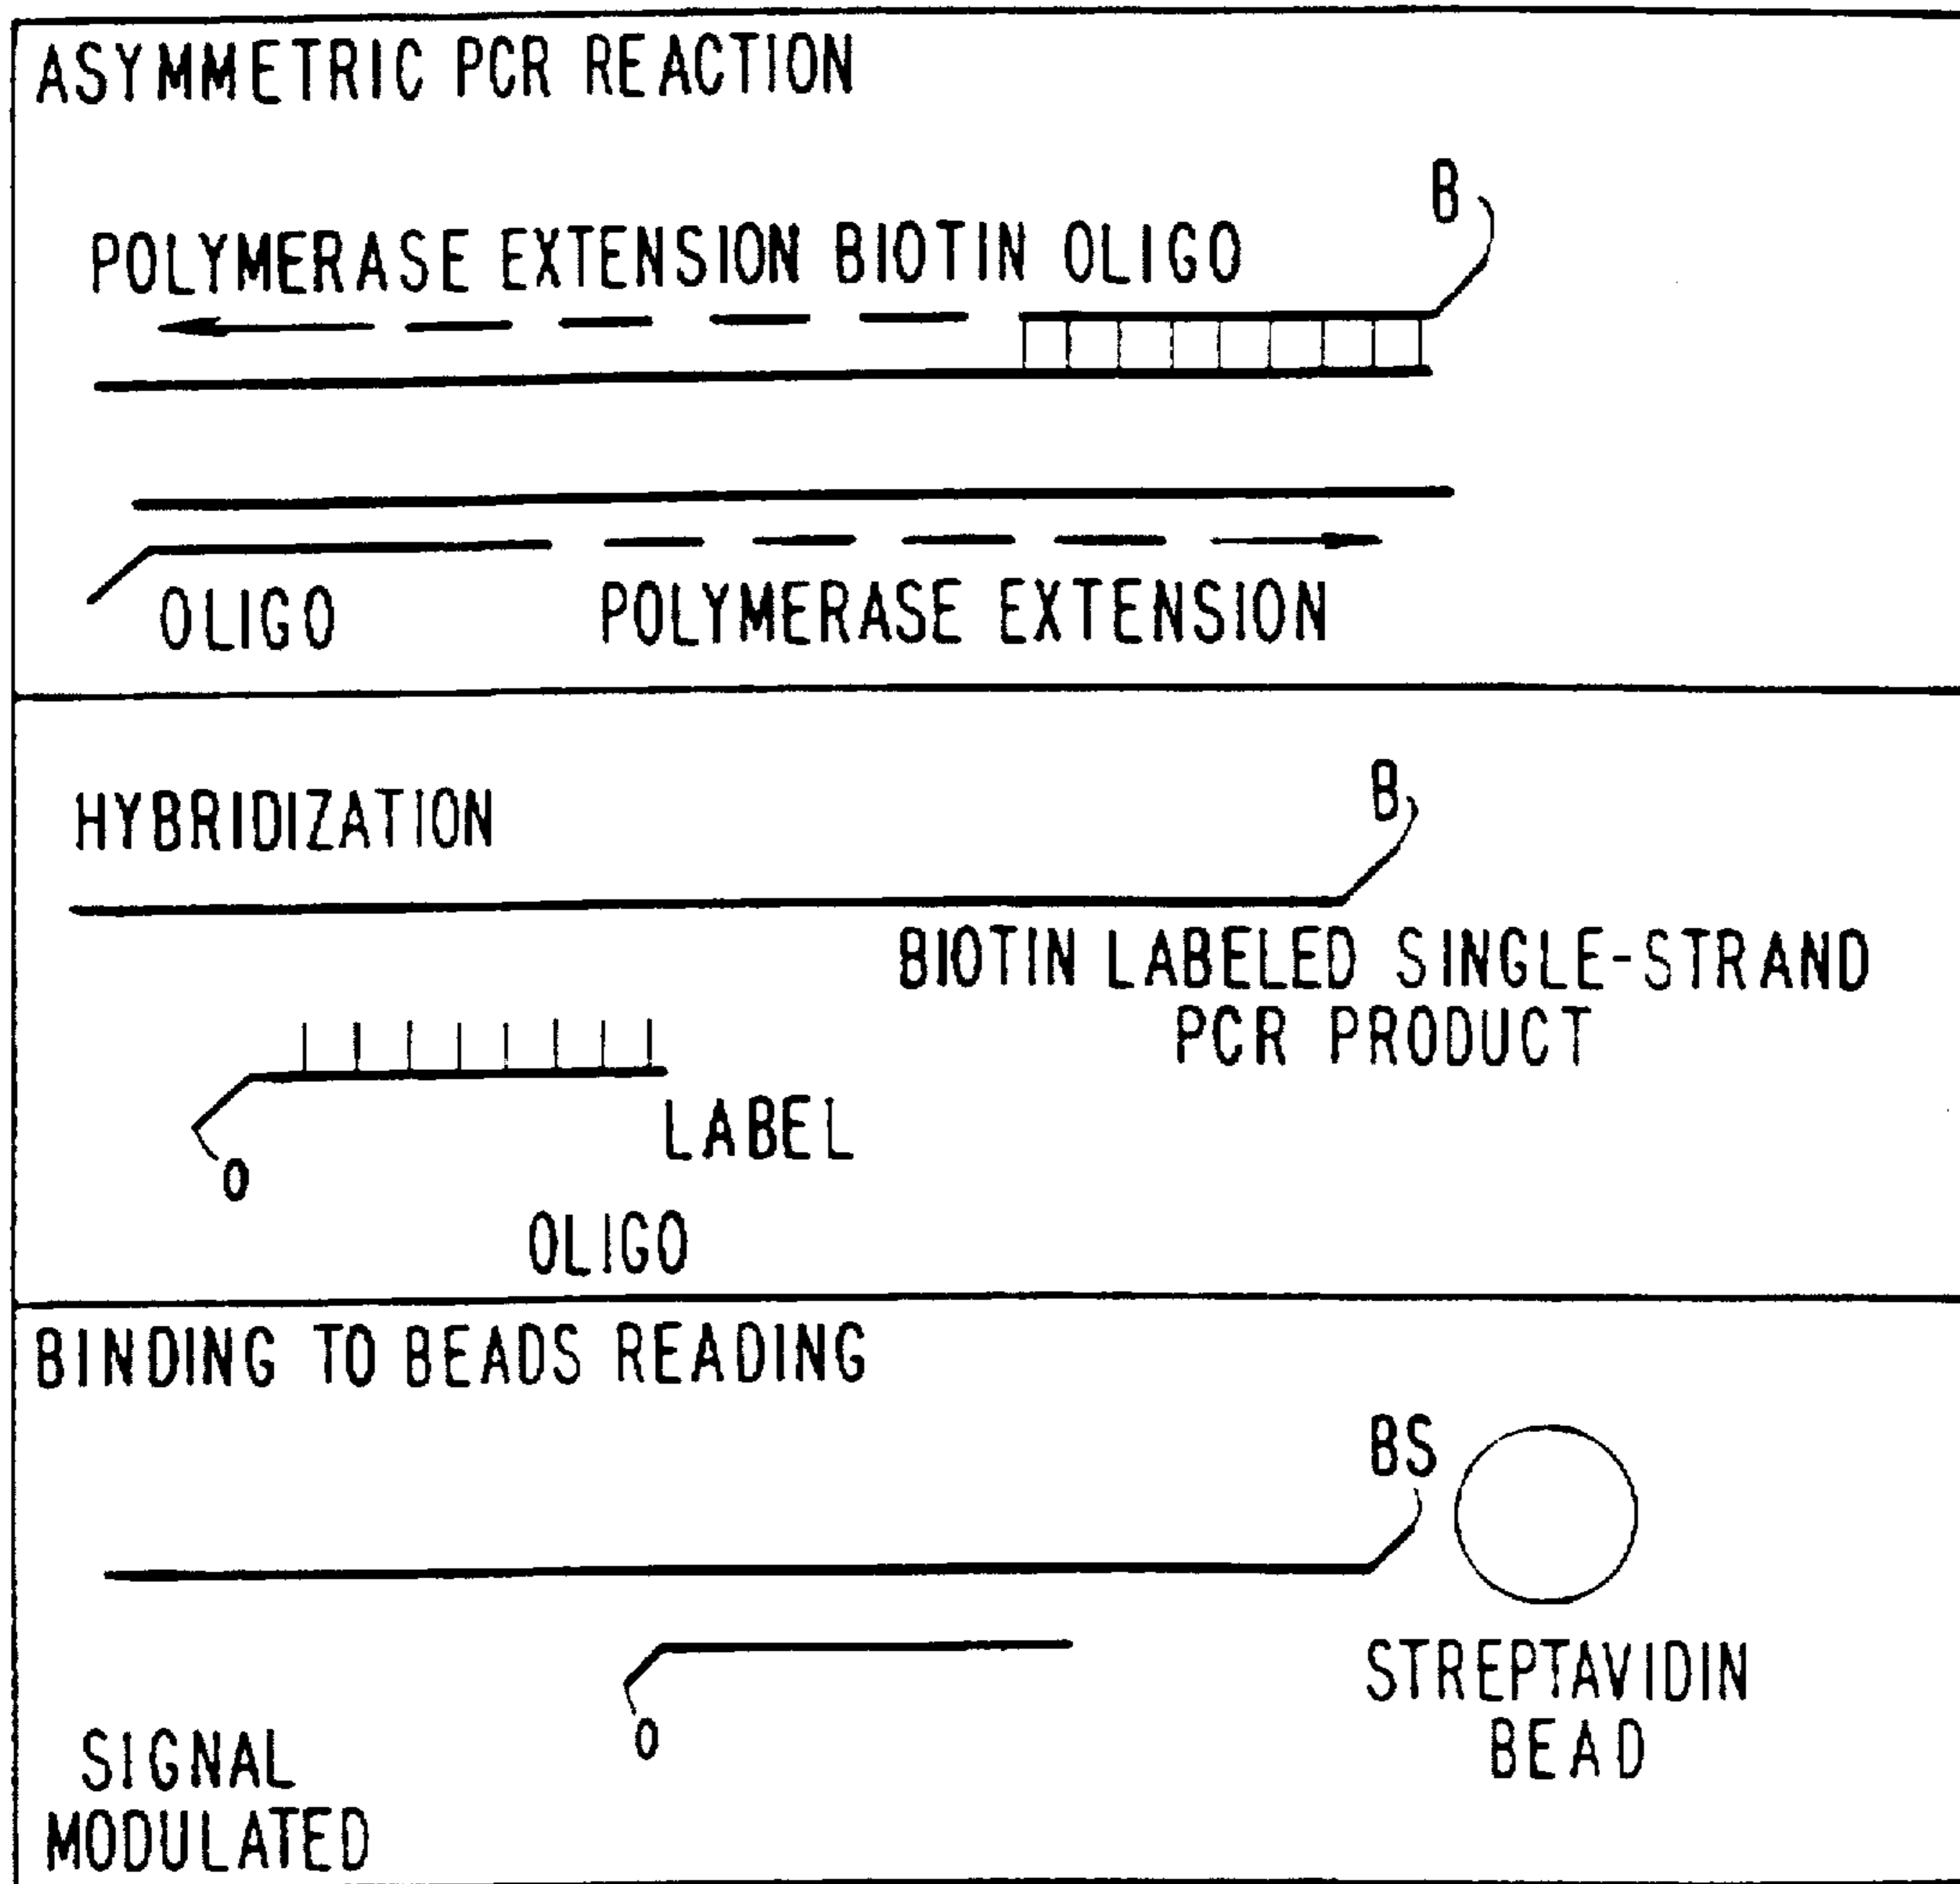 ASYMMETRIC PCR REACTION
B
POLYMERASE EXTENSION BIOTIN OLIGO
OLIGO
POLYMERASE EXTENSION
HYBRIDIZATION
B
BIOTIN LABELED SINGLE-STRAND
PCR PRODUCT
LABEL
O
OLIGO
BINDING TO BEADS READING
BS
STREPTAVIDIN
BEAD
O
SIGNAL
MODULATED